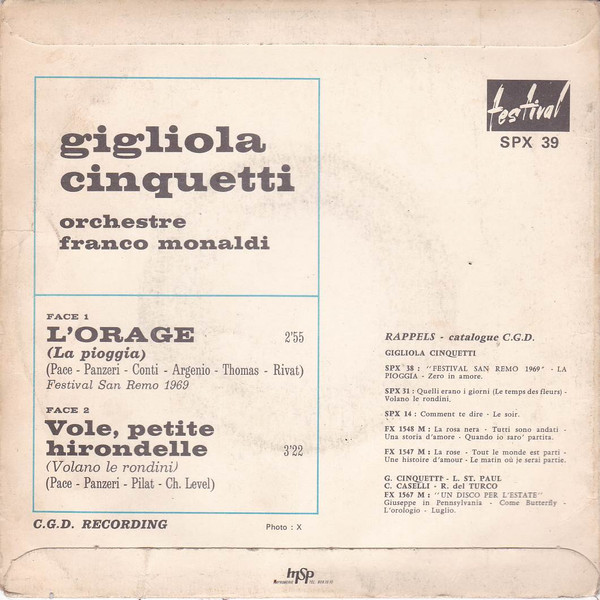 gigliola
cinquetti
orchestre
franco monaldi
festival
SPX 39
FACE 1
L'ORAGE 2'55
(La pioggia)
(Pace - Panzeri - Conti - Argenio - Thomas - Rivat)
Festival San Remo 1969
FACE 2
Vole, petite
hirondelle 3'22
(Volano le rondini)
(Pace - Panzeri - Pilat - Ch. Level)
C.G.D. RECORDING
Photo : X
RAPPELS - catalogue C.G.D.
GIGLIOLA CINQUETTI
SPX 38 : "FESTIVAL SAN REMO 1969" - LA
PIOGGIA - Zero in amore.
SPX 31 : Quelli erano i giorni (Le temps des fleurs) -
Volano le rondini.
SPX 14 : Comment te dire - Le soir.
FX 1548 M : La rosa nera - Tutti sono andati -
Una storia d'amore - Quando io saro' partita.
FX 1547 M : La rose - Tout le monde est parti -
Une histoire d'amour - Le matin où je serai partie.
G. CINQUETTI - L. ST. PAUL
C. CASELLI - R. del TURCO
FX 1567 M : "UN DISCO PER L'ESTATE"
Giuseppe in Pennsylvania - Come Butterfly -
L'orologio - Luglio.
msp